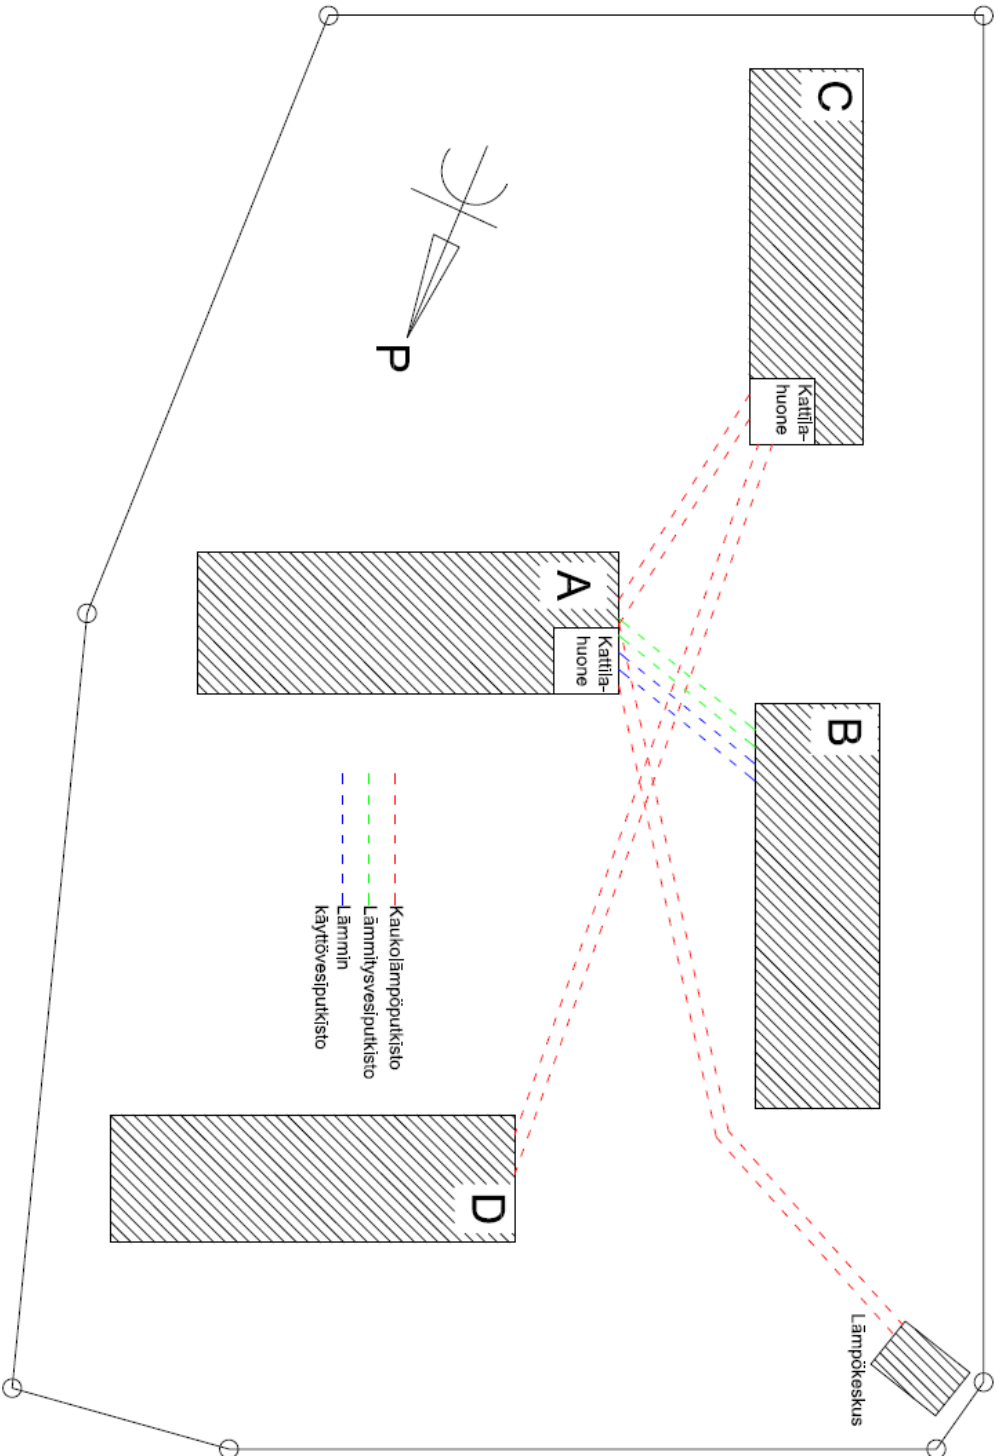 C
Kattila-
huone
B
Lämpökeskus
A
Kattila-
huone
D
P
Kaukolämpöputkisto
Lämmitysvesiputkisto
Lämmin
käyttövesiputkisto